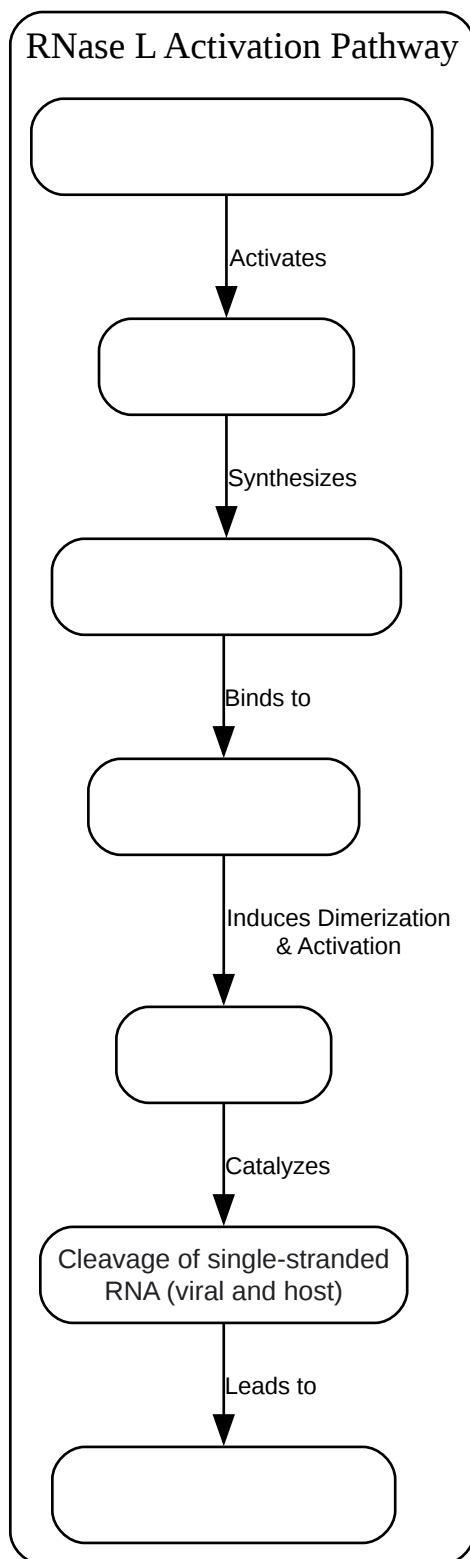 RNase L Activation Pathway
Activates
Synthesizes
Binds to
Induces Dimerization
& Activation
Catalyzes
Cleavage of single-stranded
RNA (viral and host)
Leads to